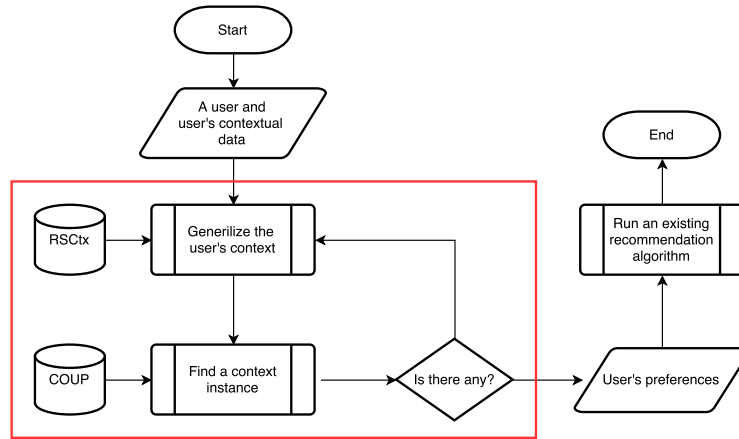 Start
A user and
user's contextual
data
RSCtx
Generilize the
user's context
COUP
Find a context
instance
Is there any?
User's preferences
Run an existing
recommendation
algorithm
End